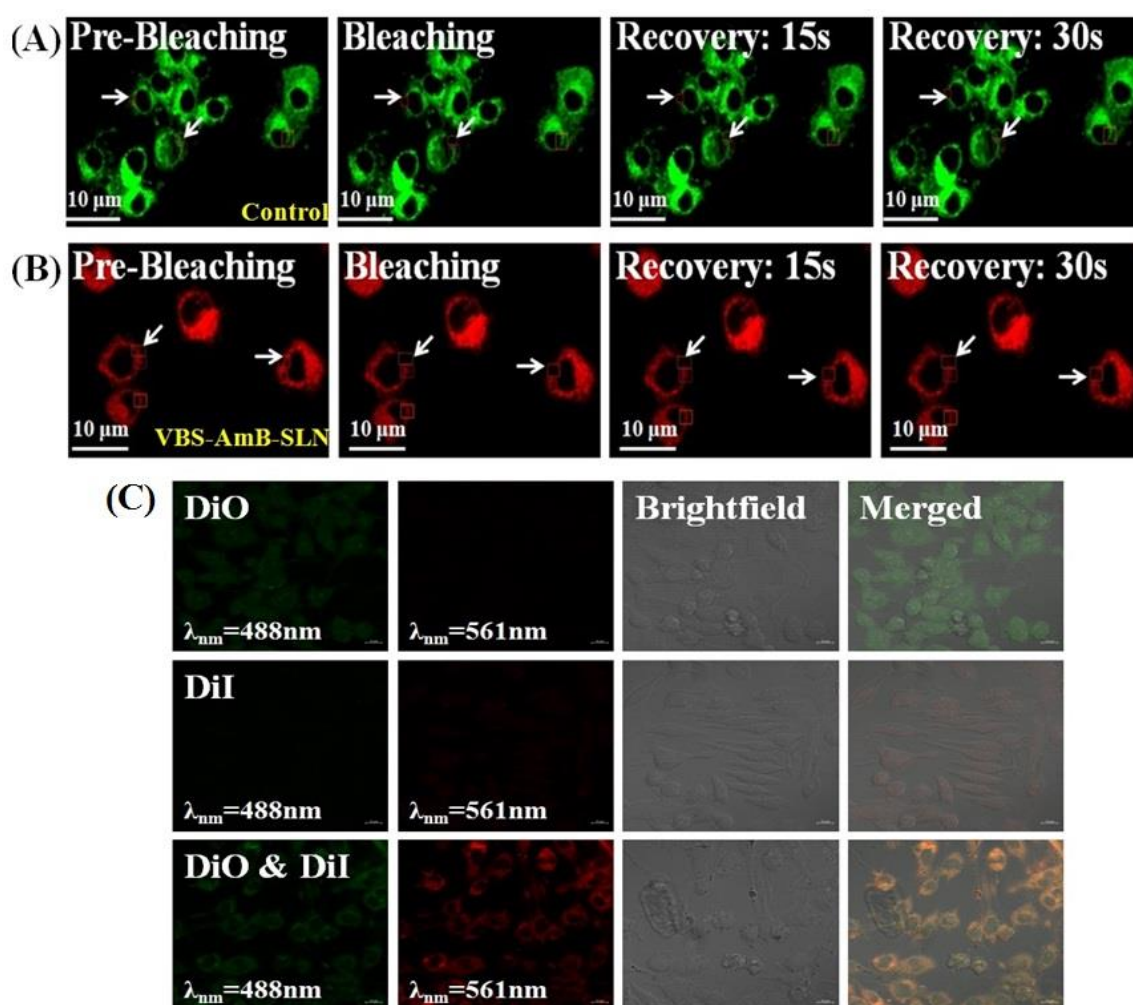 (A)
Pre-Bleaching
Bleaching
Recovery: 15s
Recovery: 30s
10 μm
Control
10 μm
10 μm
10 μm
(B)
Pre-Bleaching
Bleaching
Recovery: 15s
Recovery: 30s
10 μm
VBS-AmB-SLN
10 μm
10 μm
10 μm
(C)
DiO
Brightfield
Merged
λnm=488nm
λnm=561nm
DiI
λnm=488nm
λnm=561nm
DiO & DiI
λnm=488nm
λnm=561nm